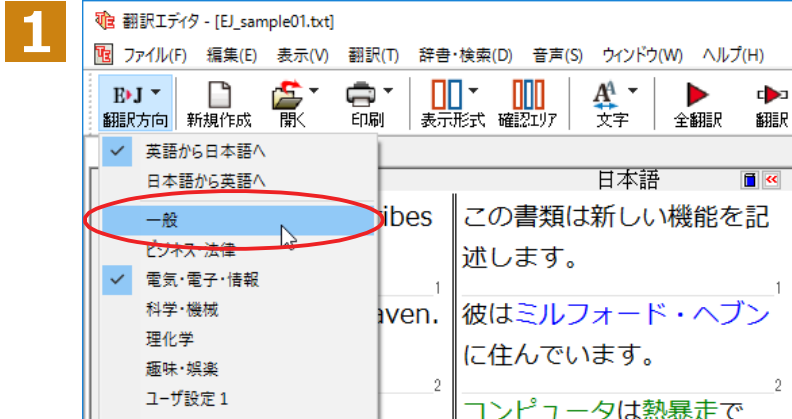 1
翻訳エディタ - [EJ_sample01.txt]
ファイル(F) 編集(E) 表示(V) 翻訳(T) 辞書・検索(D) 音声(S) ウィンドウ(W) ヘルプ(H)
E▸J
翻訳方向 新規作成 開く 印刷 表示形式 確認エリア 文字 全翻訳 翻訳
英語から日本語へ
日本語から英語へ
一般
ビジネス・法律
電気・電子・情報
科学・機械
理化学
趣味・娯楽
ユーザ設定 1
ibes
1
aven.
2
日本語
この書類は新しい機能を記
述します。
1
彼はミルフォード・ヘブン
に住んでいます。
2
コンピュータは熱暴走で